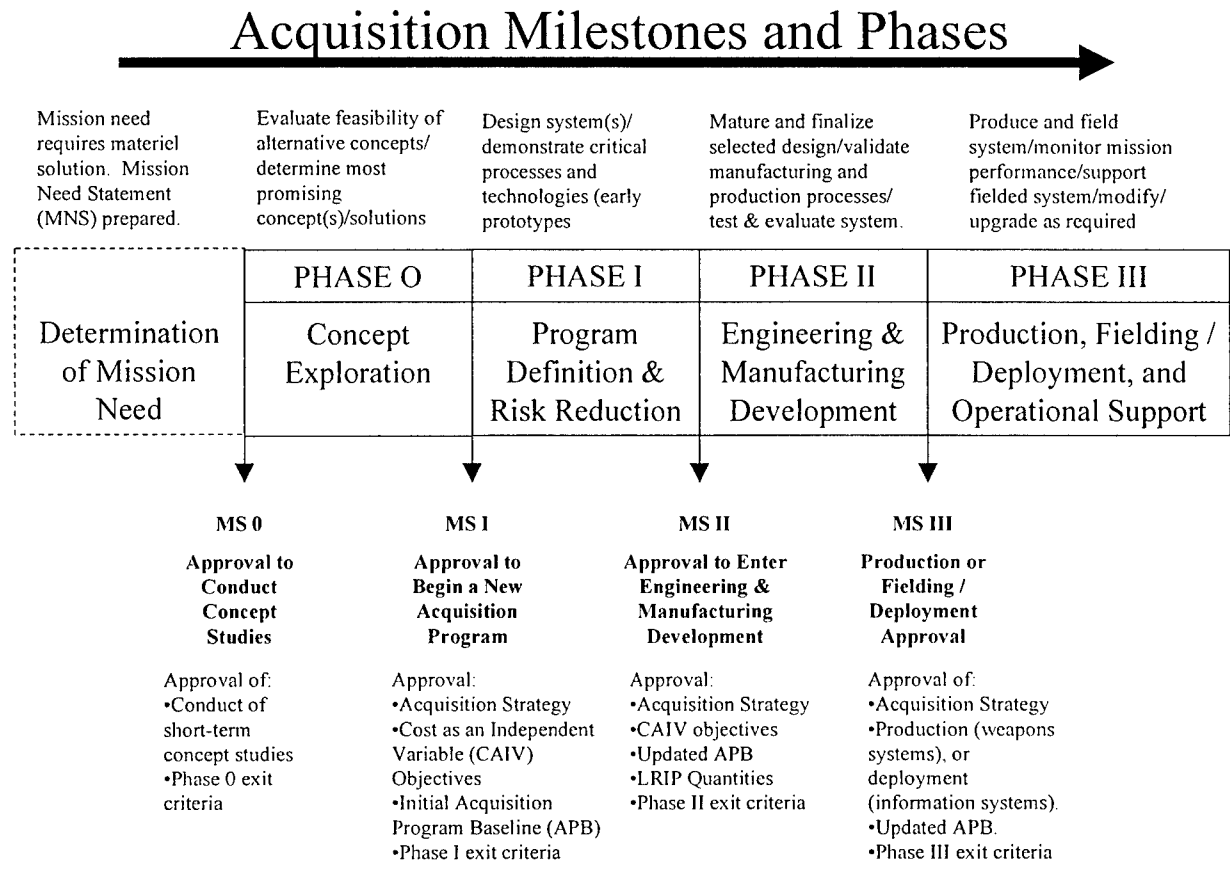 Acquisition Milestones and Phases
Mission need
requires materiel
solution. Mission
Need Statement
(MNS) prepared.
Evaluate feasibility of
alternative concepts/
determine most
promising
concept(s)/solutions
Design system(s)/
demonstrate critical
processes and
technologies (early
prototypes
Mature and finalize
selected design/validate
manufacturing and
production processes/
test & evaluate system.
Produce and field
system/monitor mission
performance/support
fielded system/modify/
upgrade as required
Determination
of Mission
Need
PHASE O
Concept
Exploration
PHASE I
Program
Definition &
Risk Reduction
PHASE II
Engineering &
Manufacturing
Development
PHASE III
Production, Fielding /
Deployment, and
Operational Support
MS 0
Approval to
Conduct
Concept
Studies
Approval of:
•Conduct of
short-term
concept studies
•Phase 0 exit
criteria
MS I
Approval to
Begin a New
Acquisition
Program
Approval:
•Acquisition Strategy
•Cost as an Independent
Variable (CAIV)
Objectives
•Initial Acquisition
Program Baseline (APB)
•Phase I exit criteria
MS II
Approval to Enter
Engineering &
Manufacturing
Development
Approval:
•Acquisition Strategy
•CAIV objectives
•Updated APB
•LRIP Quantities
•Phase II exit criteria
MS III
Production or
Fielding /
Deployment
Approval
Approval of:
•Acquisition Strategy
•Production (weapons
systems), or
deployment
(information systems).
•Updated APB.
•Phase III exit criteria